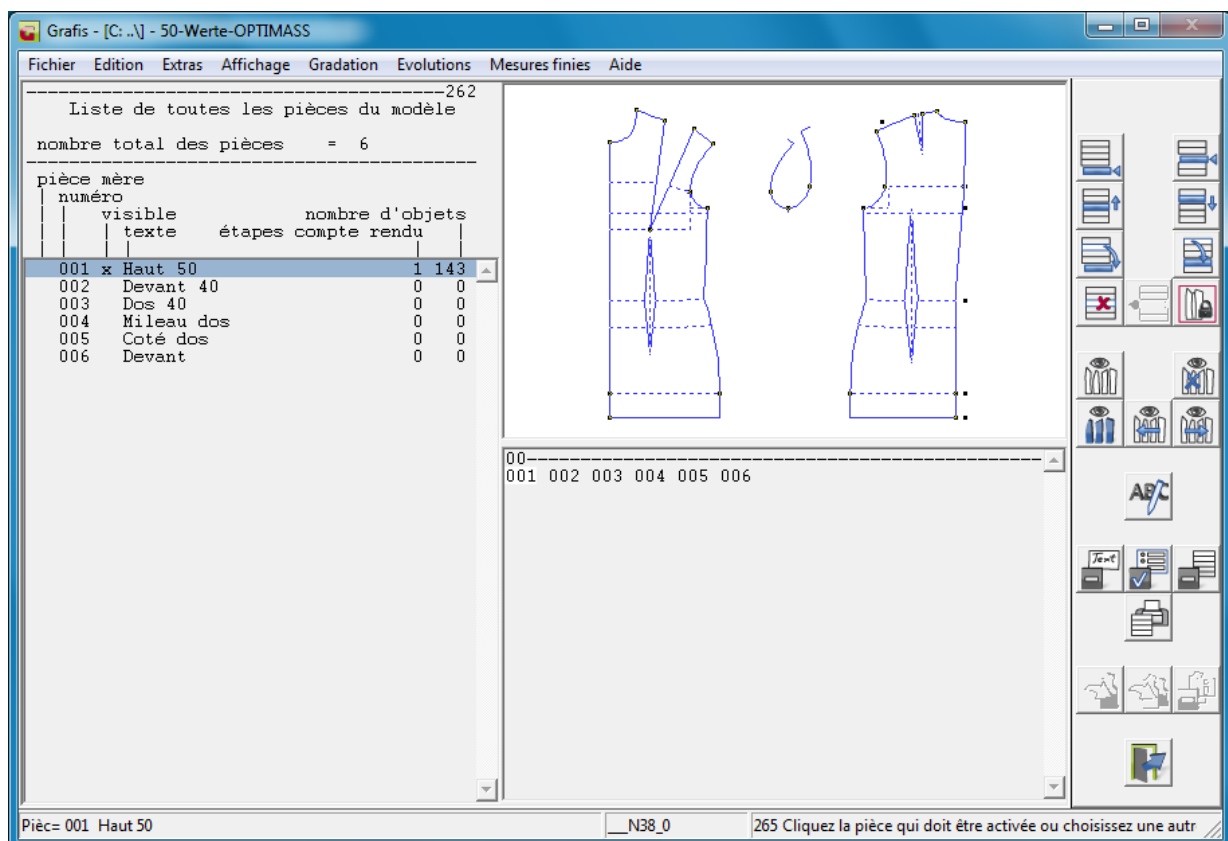 Grafis - [C: ..\] - 50-Werte-OPTIMASS
Fichier Edition Extras Affichage Gradation Evolutions Mesures finies Aide
---------------------------------------262
Liste de toutes les pièces du modèle
nombre total des pièces = 6
pièce mère
numéro
visible nombre d'objets
texte étapes compte rendu
001 x Haut 50 1 143
002 Devant 40 0 0
003 Dos 40 0 0
004 Mileau dos 0 0
005 Coté dos 0 0
006 Devant 0 0
00---------------------------------------
001 002 003 004 005 006
ABC
Text
Pièc= 001 Haut 50
__N38_0
265 Cliquez la pièce qui doit être activée ou choisissez une autr